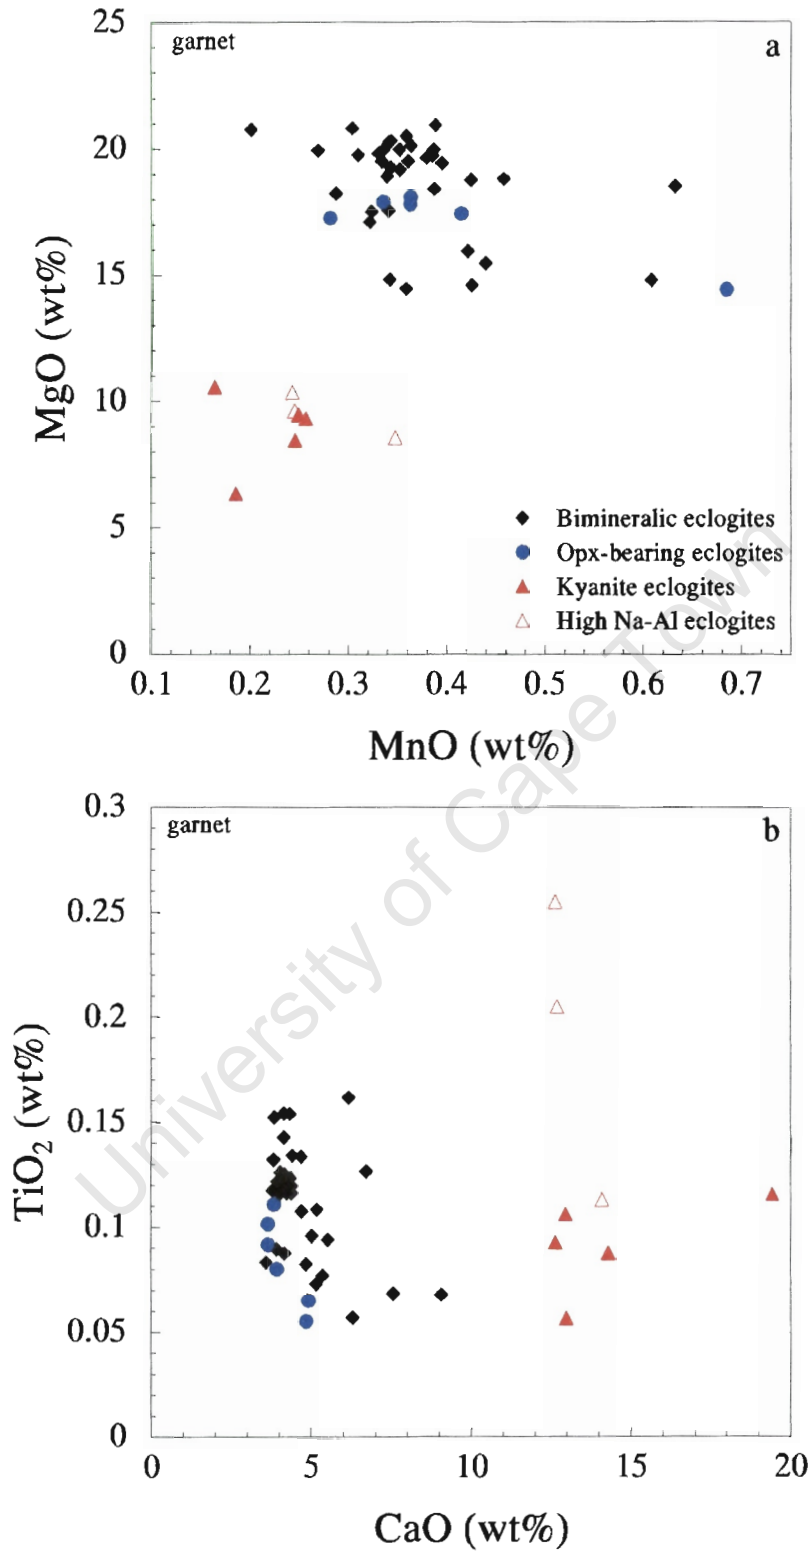 25
garnet
a
20
15
10
5
0
MgO (wt%)
Bimineralic eclogites
Opx-bearing eclogites
Kyanite eclogites
High Na-Al eclogites
0.1 0.2 0.3 0.4 0.5 0.6 0.7
MnO (wt%)
University of Cape Town
0.3
garnet
b
0.25
0.2
0.15
0.1
0.05
0
TiO₂ (wt%)
0 5 10 15 20
CaO (wt%)